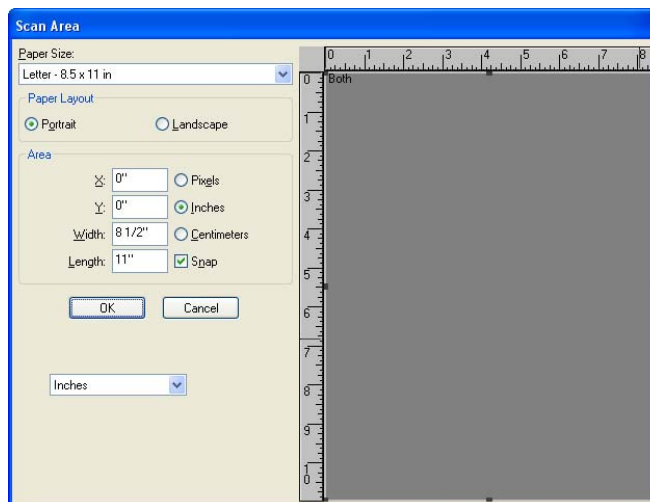 Scan Area
Paper Size:
Letter - 8.5 x 11 in
Paper Layout
Portrait
Landscape
Area
X: 0" Pixels
Y: 0" Inches
Width: 8 1/2" Centimeters
Length: 11" Snap
OK Cancel
Inches
0 1 2 3 4 5 6 7 8
Both
0
1
2
3
4
5
6
7
8
9
10